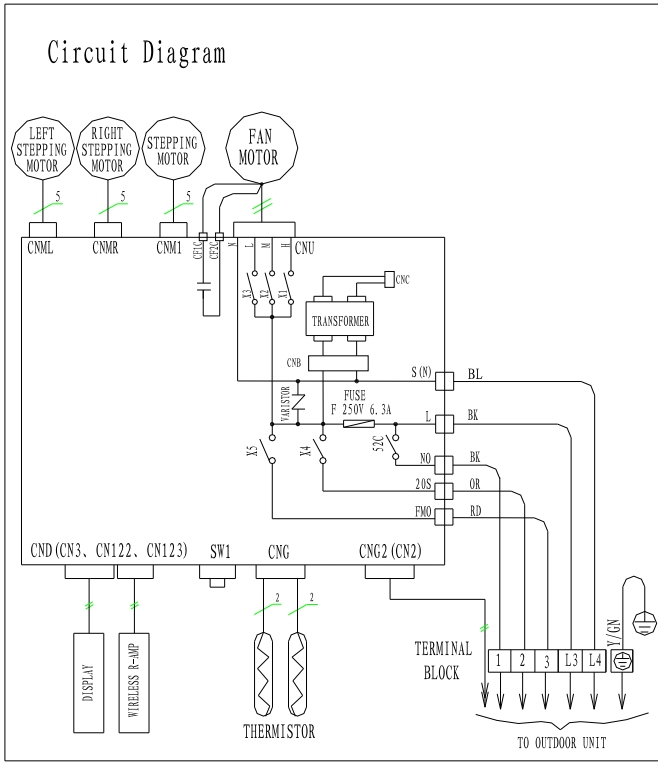 Circuit Diagram
LEFT
STEPPING
MOTOR
RIGHT
STEPPING
MOTOR
STEPPING
MOTOR
FAN
MOTOR
5
5
5
CNML
CNMR
CNM1
CF1C
CF2C
N
L
M
H
CNU
X3
X2
X1
CNC
TRANSFORMER
CNB
S(N)
BL
VARISTOR
FUSE
F 250V 6.3A
L
BK
X5
X4
52C
NO
BK
20S
OR
FMO
RD
CND(CN3、CN122、CN123)
SW1
CNG
CNG2(CN2)
2
2
DISPLAY
WIRELESS R-AMP
THERMISTOR
TERMINAL
BLOCK
1
2
3
L3
L4
Y/GN
TO OUTDOOR UNIT